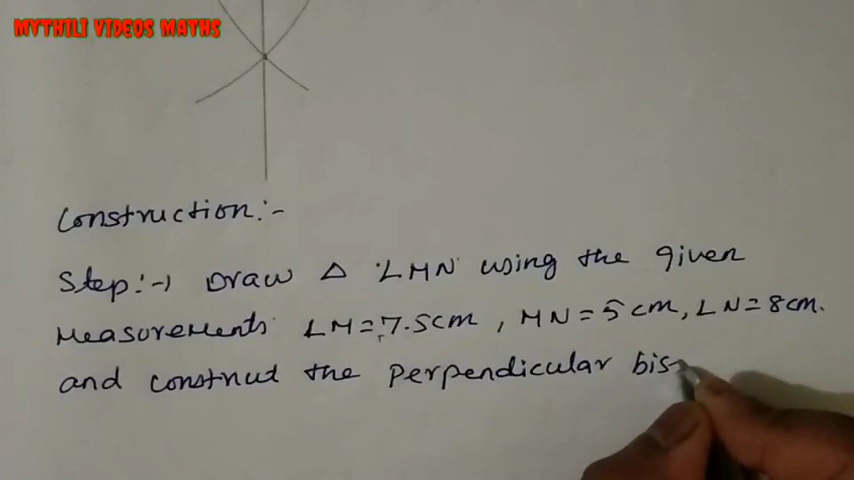 MYTHILI VIDEOS MATHS
Construction:-
Step:-) Draw △ LMN using the given
Measurements LM=7.5cm, MN=5cm, LN=8cm.
and construct the perpendicular bis